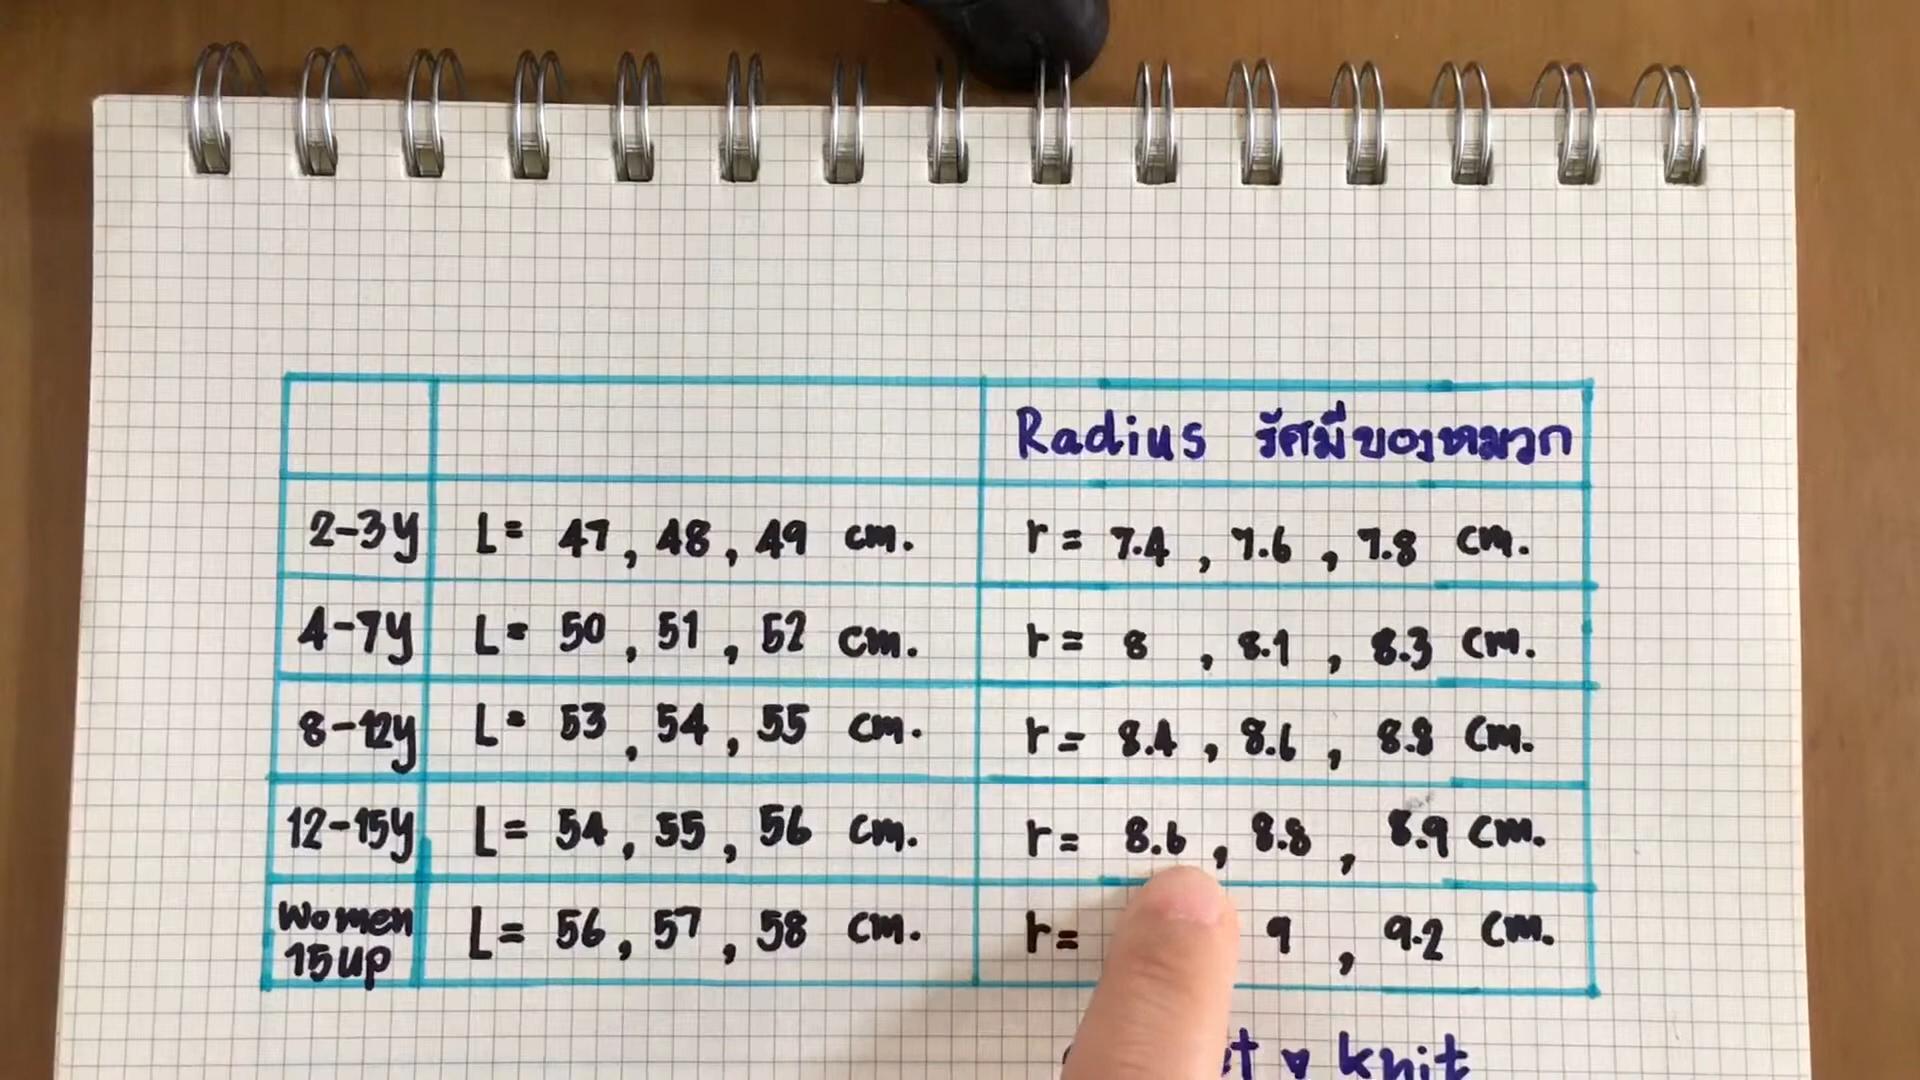 Radius รัศมีของหมวก
2-3y L= 47, 48, 49 cm. r= 7.4, 7.6, 7.8 cm.
4-7y L= 50, 51, 52 cm. r= 8, 8.1, 8.3 cm.
8-12y L= 53, 54, 55 cm. r= 8.4, 8.6, 8.8 cm.
12-15y L= 54, 55, 56 cm. r= 8.6, 8.8, 8.9 cm.
Women 15up L= 56, 57, 58 cm. r= 9, 9.2 cm.
knit